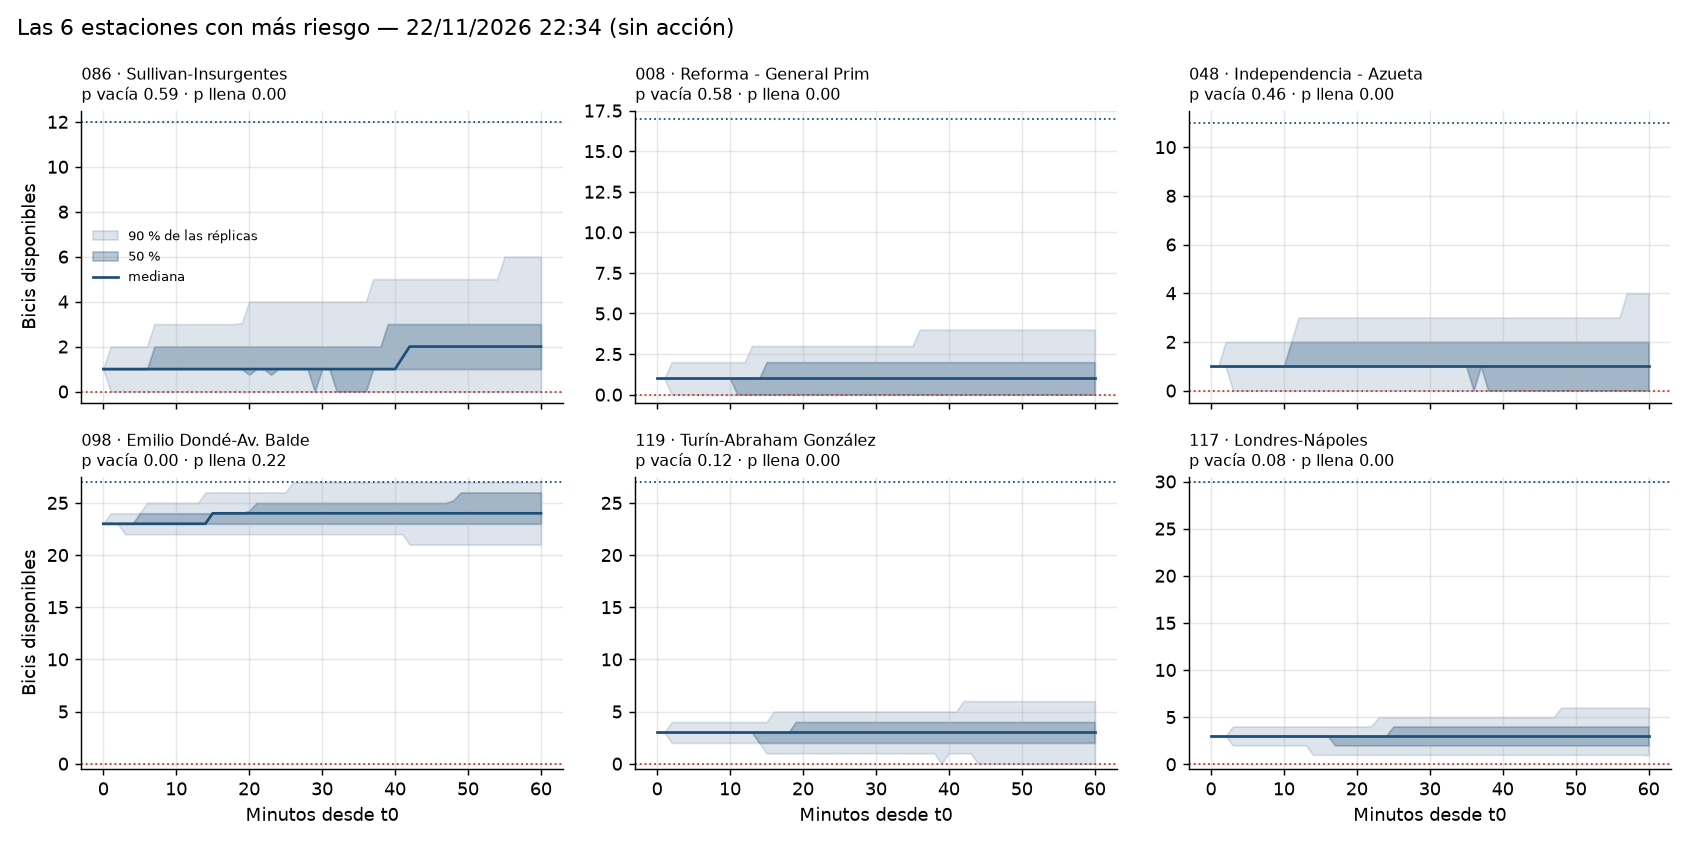 Las 6 estaciones con más riesgo — 22/11/2026 22:34 (sin acción)
086 · Sullivan-Insurgentes
p vacía 0.59 · p llena 0.00
Bicis disponibles
12
10
8
6
4
2
0
90 % de las réplicas
50 %
mediana
008 · Reforma - General Prim
p vacía 0.58 · p llena 0.00
17.5
15.0
12.5
10.0
7.5
5.0
2.5
0.0
048 · Independencia - Azueta
p vacía 0.46 · p llena 0.00
10
8
6
4
2
0
098 · Emilio Dondé-Av. Balde
p vacía 0.00 · p llena 0.22
Bicis disponibles
25
20
15
10
5
0
0 10 20 30 40 50 60
Minutos desde t0
119 · Turín-Abraham González
p vacía 0.12 · p llena 0.00
25
20
15
10
5
0
0 10 20 30 40 50 60
Minutos desde t0
117 · Londres-Nápoles
p vacía 0.08 · p llena 0.00
30
25
20
15
10
5
0
0 10 20 30 40 50 60
Minutos desde t0